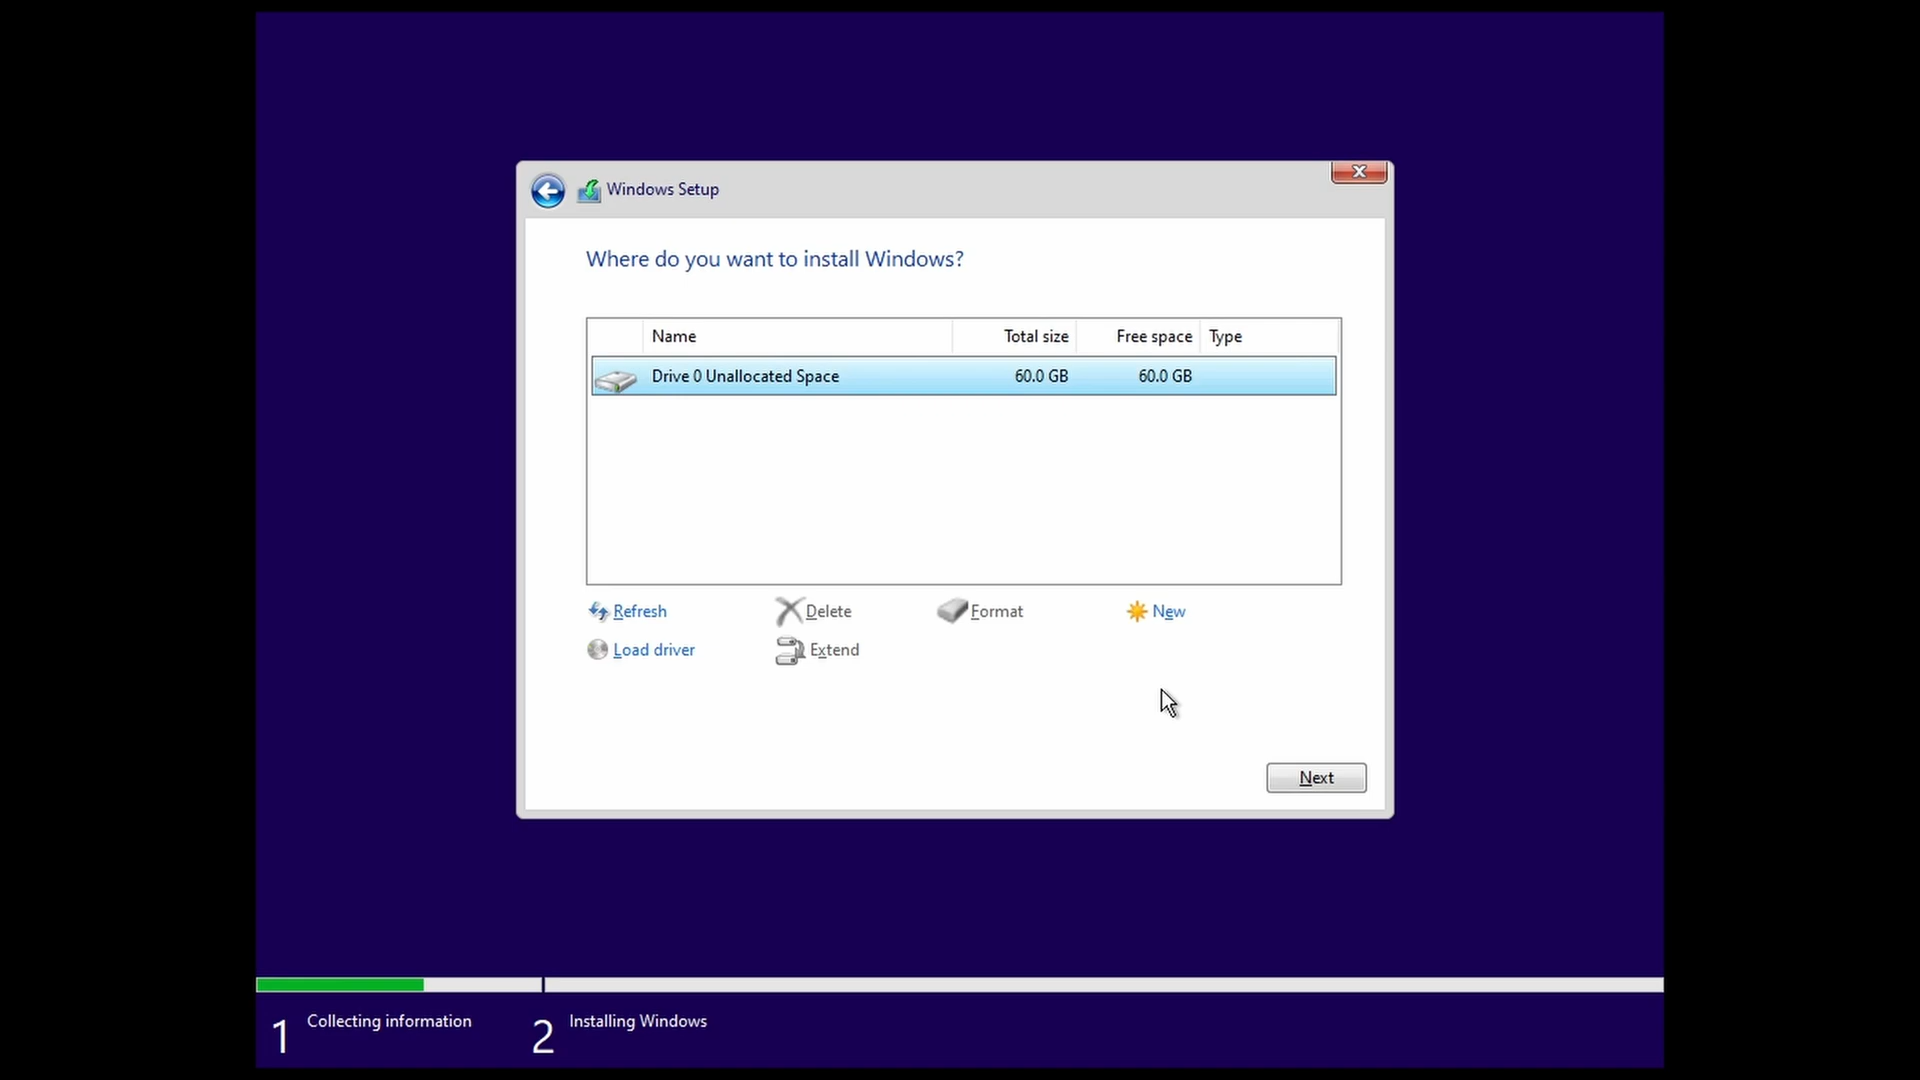 Windows Setup
Where do you want to install Windows?
Name Total size Free space Type
Drive 0 Unallocated Space 60.0 GB 60.0 GB
Refresh Delete Format New
Load driver Extend
Next
1 Collecting information 2 Installing Windows